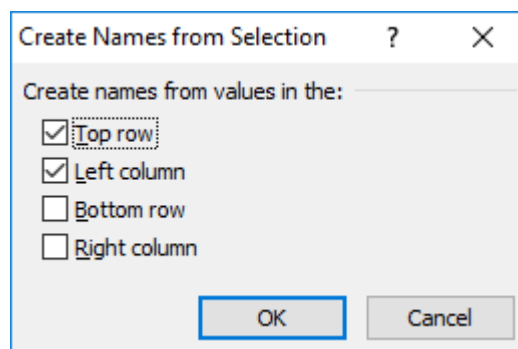 Create Names from Selection ?
Create names from values in the:
Top row
Left column
Bottom row
Right column
OK Cancel